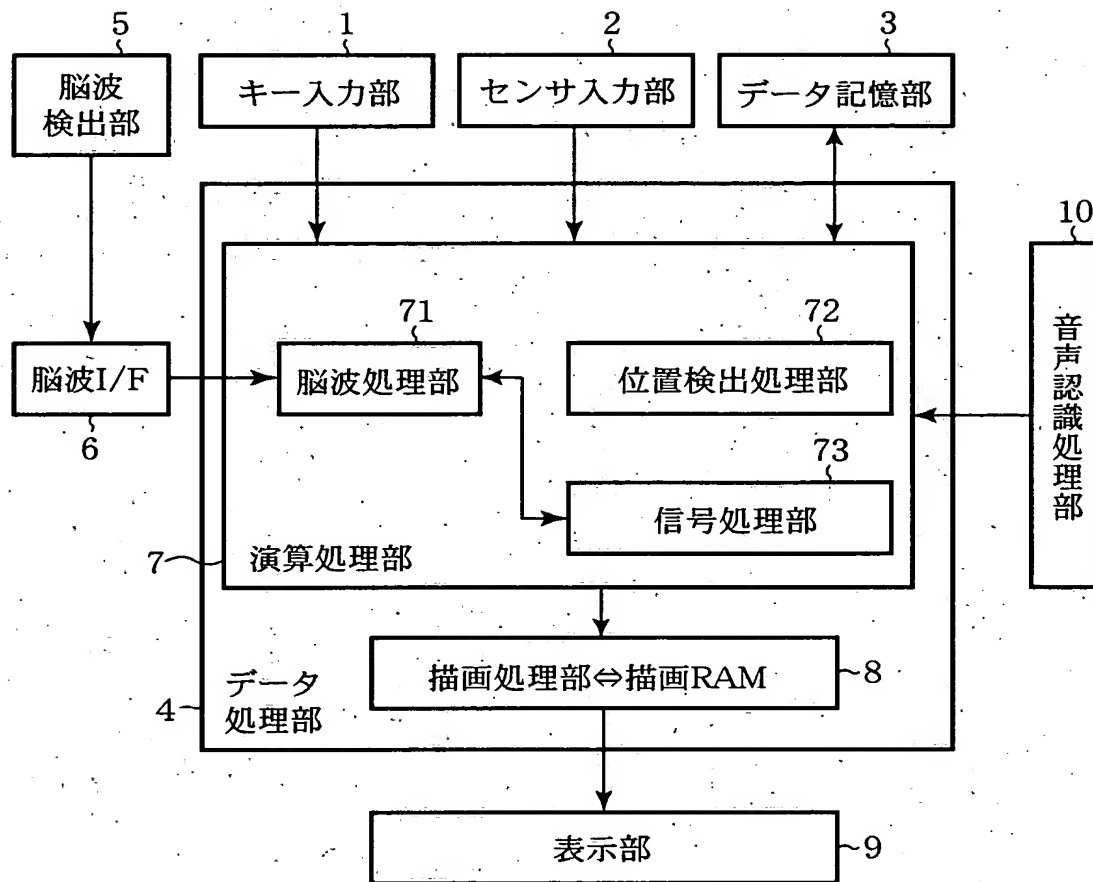 5
脳波
検出部
1
キー入力部
2
センサ入力部
3
データ記憶部
10
音声認識処理部
脳波I/F
6
71
脳波処理部
72
位置検出処理部
73
信号処理部
7
演算処理部
描画処理部⇔描画RAM
8
4
データ
処理部
表示部
9